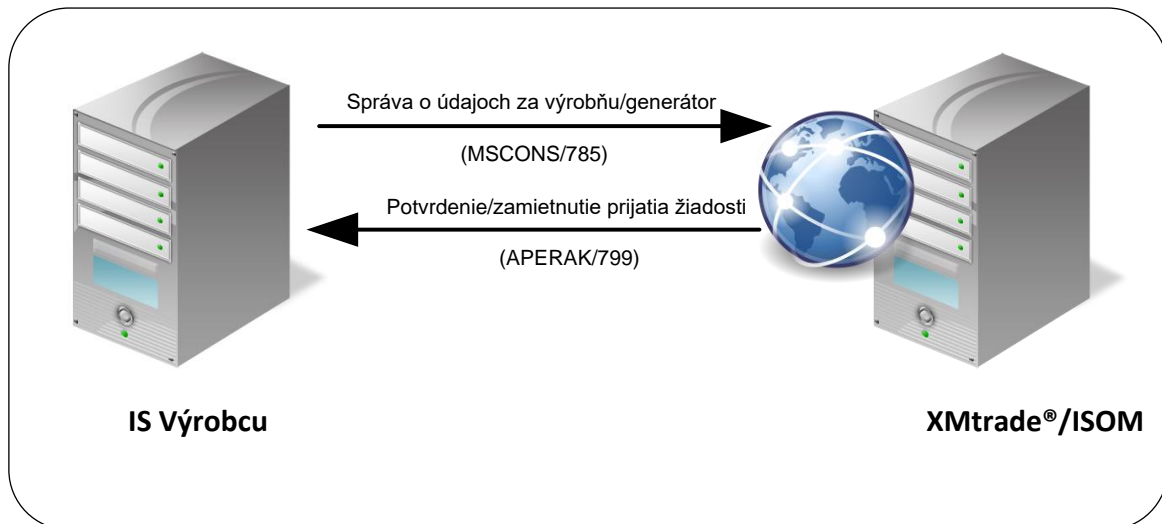 Správa o údajoch za výrobňu/generátor
(MSCONS/785)
Potvrdenie/zamietnutie prijatia žiadosti
(APERAK/799)
IS Výrobcu
XMtrade®/ISOM